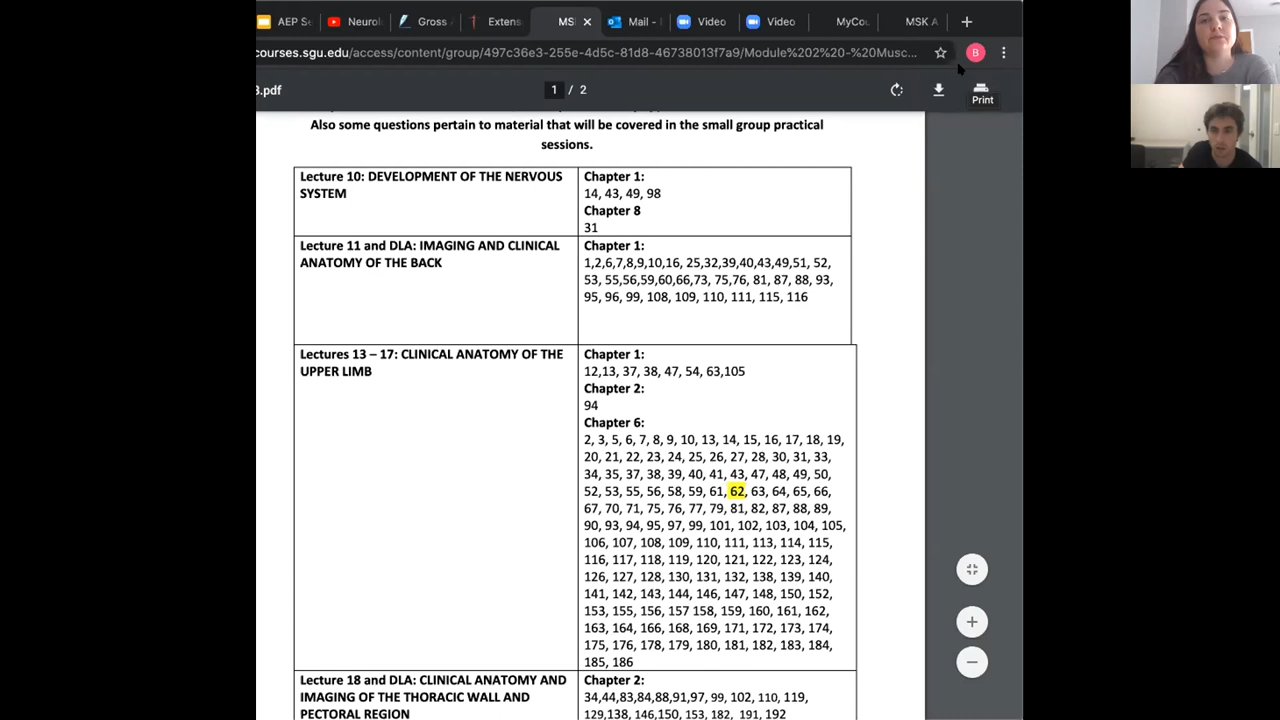 AEP Se
Neurol
Gross
Extens
MSI
Mail -
Video
Video
MyCou
MSK A
courses.sgu.edu/access/content/group/497c36e3-255e-4d5c-81d8-46738013f7a9/Module%202%20-%20Musc...
B
3.pdf
1 / 2
Print
Also some questions pertain to material that will be covered in the small group practical
sessions.
Lecture 10: DEVELOPMENT OF THE NERVOUS
SYSTEM
Chapter 1:
14, 43, 49, 98
Chapter 8
31
Lecture 11 and DLA: IMAGING AND CLINICAL
ANATOMY OF THE BACK
Chapter 1:
1,2,6,7,8,9,10,16, 25,32,39,40,43,49,51, 52,
53, 55,56,59,60,66,73, 75,76, 81, 87, 88, 93,
95, 96, 99, 108, 109, 110, 111, 115, 116
Lectures 13 – 17: CLINICAL ANATOMY OF THE
UPPER LIMB
Chapter 1:
12,13, 37, 38, 47, 54, 63,105
Chapter 2:
94
Chapter 6:
2, 3, 5, 6, 7, 8, 9, 10, 13, 14, 15, 16, 17, 18, 19,
20, 21, 22, 23, 24, 25, 26, 27, 28, 30, 31, 33,
34, 35, 37, 38, 39, 40, 41, 43, 47, 48, 49, 50,
52, 53, 55, 56, 58, 59, 61, 62, 63, 64, 65, 66,
67, 70, 71, 75, 76, 77, 79, 81, 82, 87, 88, 89,
90, 93, 94, 95, 97, 99, 101, 102, 103, 104, 105,
106, 107, 108, 109, 110, 111, 113, 114, 115,
116, 117, 118, 119, 120, 121, 122, 123, 124,
126, 127, 128, 130, 131, 132, 138, 139, 140,
141, 142, 143, 144, 146, 147, 148, 150, 152,
153, 155, 156, 157 158, 159, 160, 161, 162,
163, 164, 166, 168, 169, 171, 172, 173, 174,
175, 176, 178, 179, 180, 181, 182, 183, 184,
185, 186
Lecture 18 and DLA: CLINICAL ANATOMY AND
IMAGING OF THE THORACIC WALL AND
PECTORAL REGION
Chapter 2:
34,44,83,84,88,91,97, 99, 102, 110, 119,
129,138, 146,150, 153, 182, 191, 192